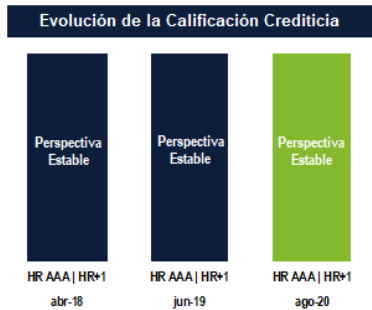 Evolución de la Calificación Crediticia
Perspectiva Estable
Perspectiva Estable
Perspectiva Estable
HR AAA | HR+1
HR AAA | HR+1
HR AAA | HR+1
abr-18
jun-19
ago-20